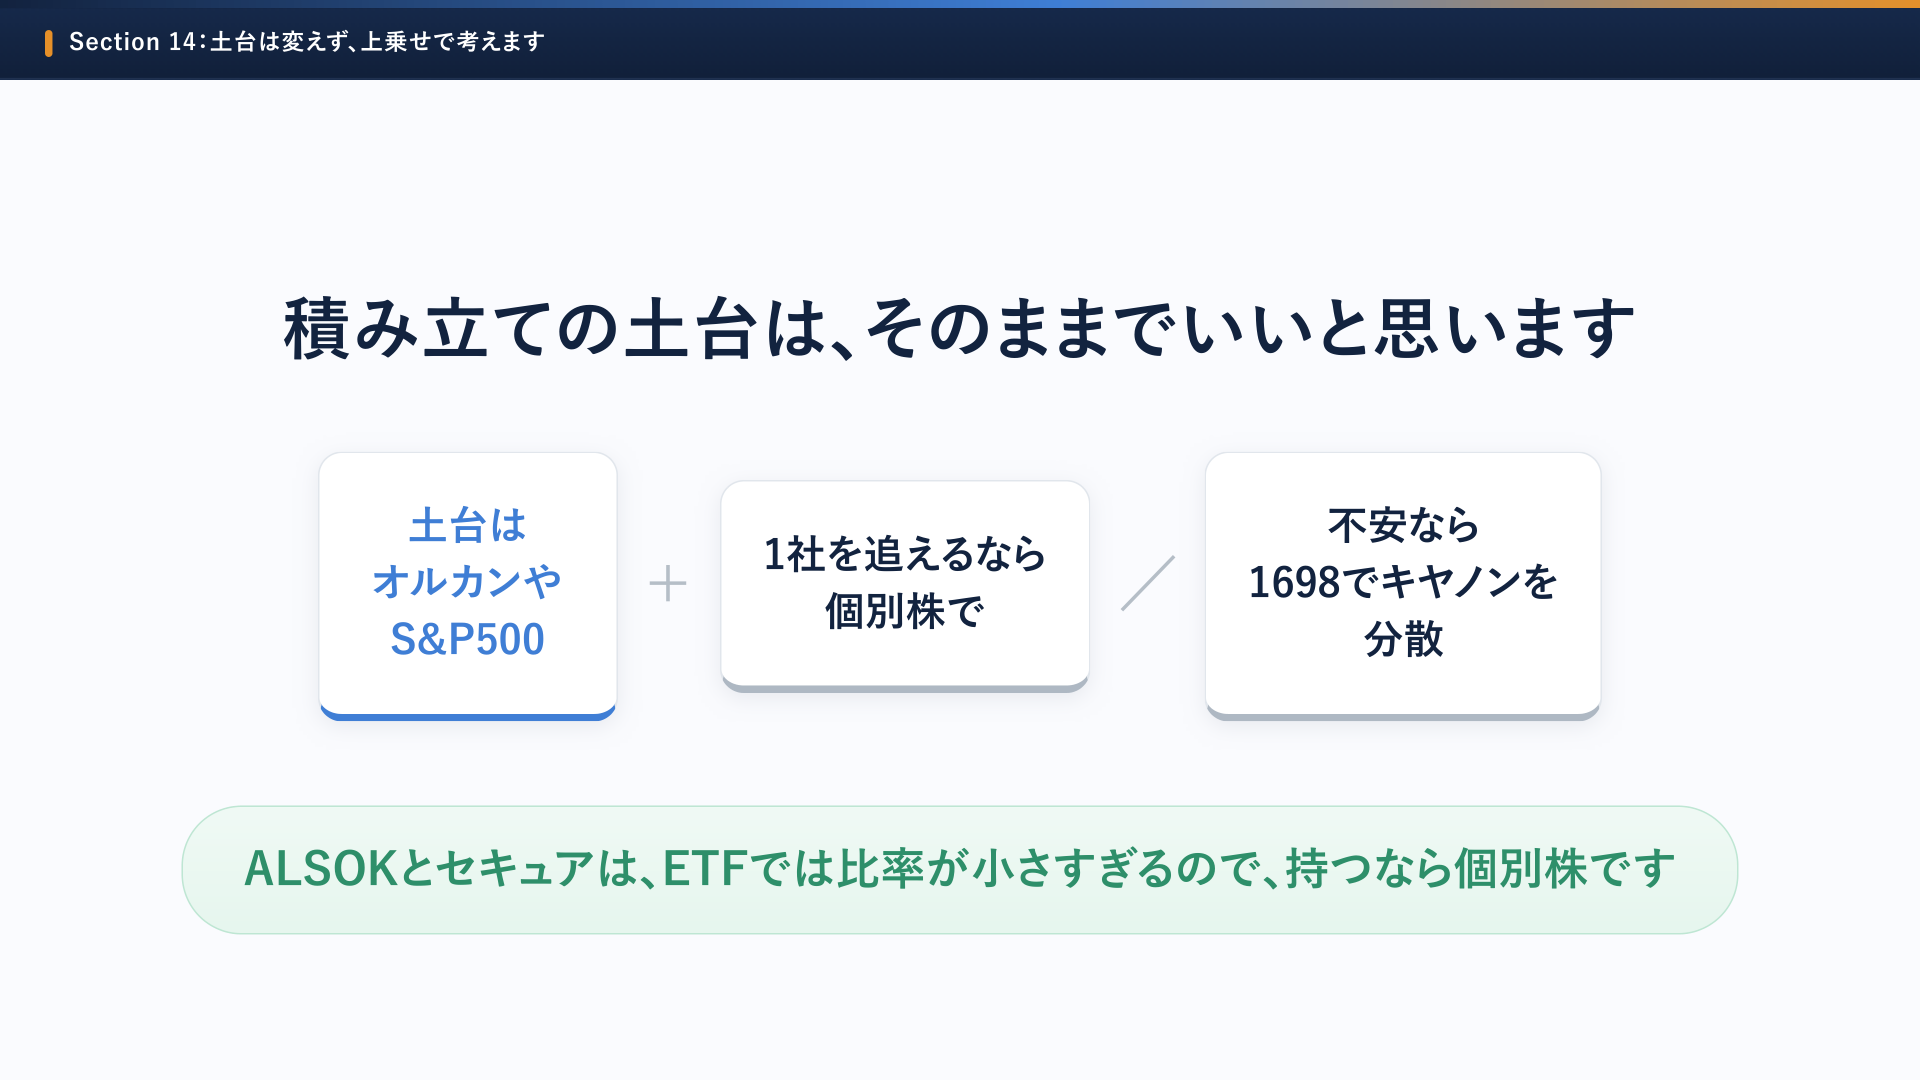 Section 14：土台は変えず、上乗せで考えます
積み立ての土台は、そのままでいいと思います
土台は
オルカンや
S&P500
＋
1社を追えるなら
個別株で
／
不安なら
1698でキヤノンを
分散
ALSOKとセキュアは、ETFでは比率が小さすぎるので、持つなら個別株です